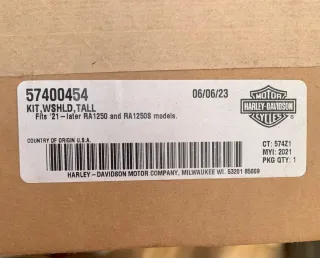 57400454
06/06/23
KIT,WSHLD,TALL
Fits '21-later RA1250 and RA1250S models.
MOTOR
HARLEY-DAVIDSON
CYCLES
COUNTRY OF ORIGIN U.S.A.
CT: 574Z1
MYI: 2021
PKG QTY: 1
HARLEY-DAVIDSON MOTOR COMPANY, MILWAUKEE WI. 53201 85609